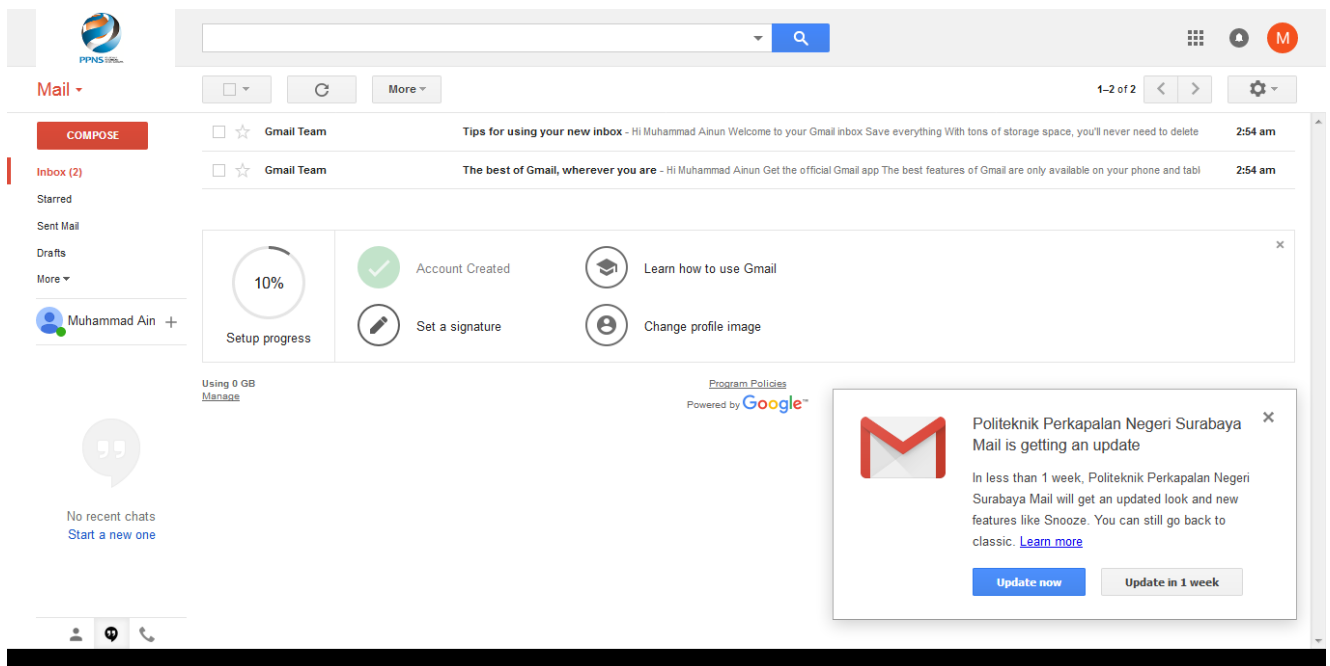 PPNS
M
Mail
More
1–2 of 2
COMPOSE
Gmail Team Tips for using your new inbox - Hi Muhammad Ainun Welcome to your Gmail inbox Save everything With tons of storage space, you'll never need to delete 2:54 am
Inbox (2)
Gmail Team The best of Gmail, wherever you are - Hi Muhammad Ainun Get the official Gmail app The best features of Gmail are only available on your phone and tabl 2:54 am
Starred
Sent Mail
Drafts
More
Muhammad Ain
10%
Setup progress
Account Created
Learn how to use Gmail
Set a signature
Change profile image
Using 0 GB
Manage
Program Policies
Powered by Google™
No recent chats
Start a new one
Politeknik Perkapalan Negeri Surabaya
Mail is getting an update
In less than 1 week, Politeknik Perkapalan Negeri
Surabaya Mail will get an updated look and new
features like Snooze. You can still go back to
classic. Learn more
Update now
Update in 1 week